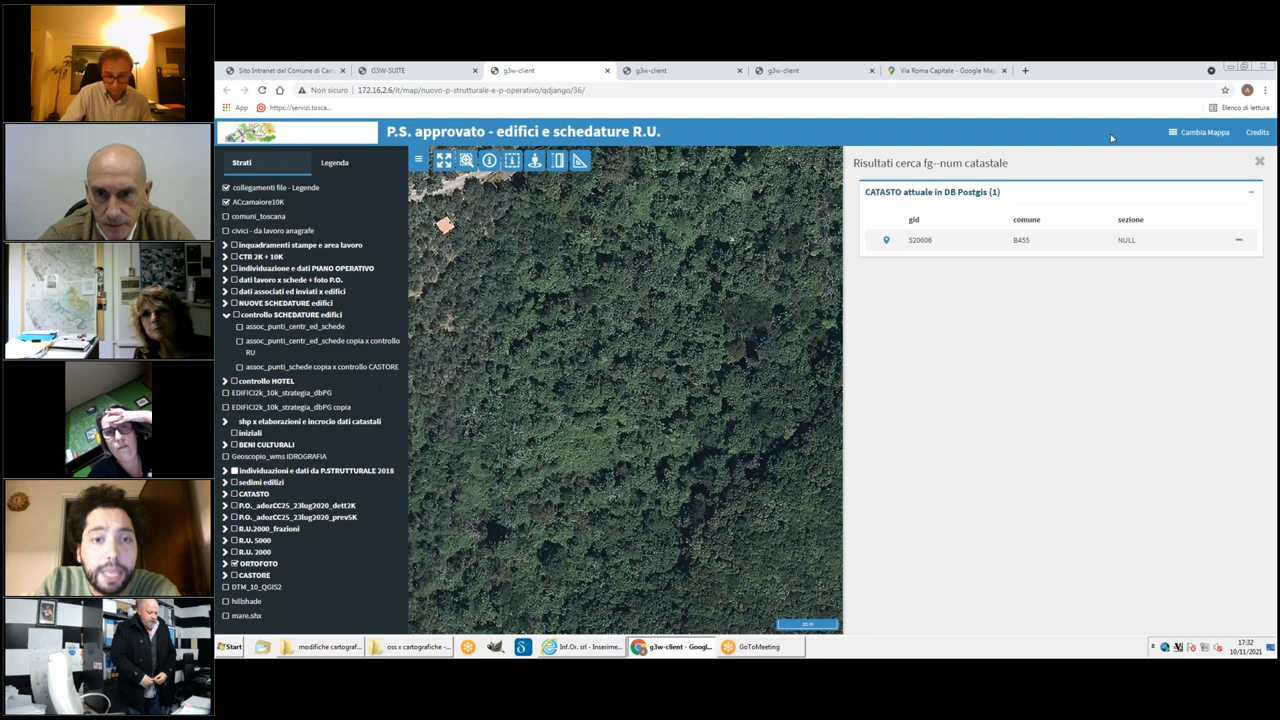 Sito Intranet del Comune di Cam
G3W-SUITE
g3w-client
g3w-client
g3w-client
Via Roma Capitale - Google Ma
Non sicuro
172.16.2.6/it/map/nuovo-p-strutturale-e-p-operativo/qdjango/36/
App
https://servizi.tosca...
Elenco di lettura
P.S. approvato - edifici e schedature R.U.
Cambia Mappa
Credits
Strati
Legenda
collegamenti file - Legende
ACcamaiore10K
comuni_toscana
civici - da lavoro anagrafe
inquadramenti stampe e area lavoro
CTR 2K + 10K
individuazione e dati PIANO OPERATIVO
dati lavoro x schede + foto P.O.
dati associati ed inviati x edifici
NUOVE SCHEDATURE edifici
controllo SCHEDATURE edifici
assoc_punti_centr_ed_schede
assoc_punti_centr_ed_schede copia x controllo
RU
assoc_punti_schede copia x controllo CASTORE
controllo HOTEL
EDIFICI2k_10k_strategia_dbPG
EDIFICI2k_10k_strategia_dbPG copia
shp x elaborazioni e incrocio dati catastali
iniziali
BENI CULTURALI
Geoscopio_wms IDROGRAFIA
individuazioni e dati da P.STRUTTURALE 2018
sedimi edilizi
CATASTO
P.O._adozCC25_23lug2020_dett2K
P.O._adozCC25_23lug2020_prev5K
R.U.2000_frazioni
R.U. 5000
R.U. 2000
ORTOFOTO
CASTORE
DTM_10_QGIS2
hillshade
mare.shx
Risultati cerca fg--num catastale
CATASTO attuale in DB Postgis (1)
gid
comune
sezione
520606
B455
NULL
Start
modifiche cartograf...
oss x cartografiche -...
Inf.Or. srl - Inserime...
g3w-client - Googl...
GoToMeeting
17:32
10/11/2021